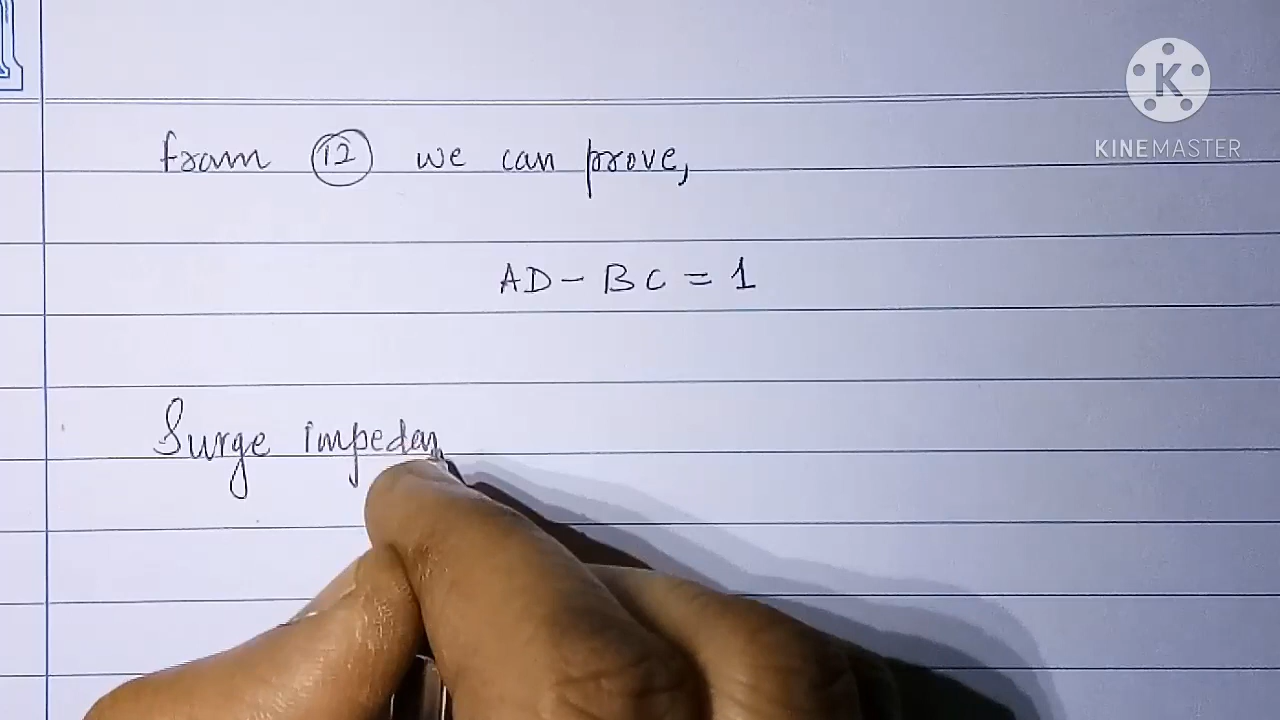 K
KINEMASTER
from 12 we can prove,
AD - BC = 1
Surge impedan